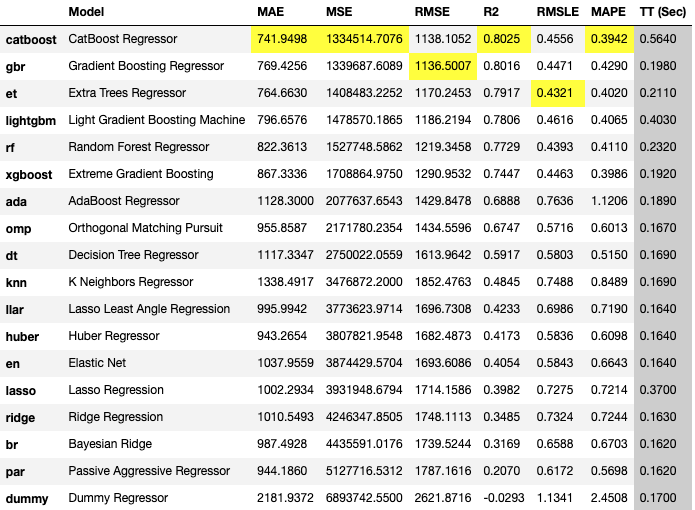 Model MAE MSE RMSE R2 RMSLE MAPE TT (Sec)
catboost CatBoost Regressor 741.9498 1334514.7076 1138.1052 0.8025 0.4556 0.3942 0.5640
gbr Gradient Boosting Regressor 769.4256 1339687.6089 1136.5007 0.8016 0.4471 0.4290 0.1980
et Extra Trees Regressor 764.6630 1408483.2252 1170.2453 0.7917 0.4321 0.4020 0.2110
lightgbm Light Gradient Boosting Machine 796.6576 1478570.1865 1186.2194 0.7806 0.4616 0.4065 0.4030
rf Random Forest Regressor 822.3613 1527748.5862 1219.3458 0.7729 0.4393 0.4110 0.2320
xgboost Extreme Gradient Boosting 867.3336 1708864.9750 1290.9532 0.7447 0.4463 0.3986 0.1920
ada AdaBoost Regressor 1128.3000 2077637.6543 1429.8478 0.6888 0.7636 1.1206 0.1890
omp Orthogonal Matching Pursuit 955.8587 2171780.2354 1434.5596 0.6747 0.5716 0.6013 0.1670
dt Decision Tree Regressor 1117.3347 2750022.0559 1613.9642 0.5917 0.5803 0.5150 0.1690
knn K Neighbors Regressor 1338.4917 3476872.2000 1852.4763 0.4845 0.7488 0.8489 0.1690
llar Lasso Least Angle Regression 995.9942 3773623.9714 1696.7308 0.4233 0.6986 0.7190 0.1640
huber Huber Regressor 943.2654 3807821.9548 1682.4873 0.4173 0.5836 0.6098 0.1640
en Elastic Net 1037.9559 3874429.5704 1693.6086 0.4054 0.5843 0.6643 0.1640
lasso Lasso Regression 1002.2934 3931948.6794 1714.1586 0.3982 0.7275 0.7214 0.3700
ridge Ridge Regression 1010.5493 4246347.8505 1748.1113 0.3485 0.7324 0.7244 0.1630
br Bayesian Ridge 987.4928 4435591.0176 1739.5244 0.3169 0.6588 0.6703 0.1620
par Passive Aggressive Regressor 944.1860 5127716.5312 1787.1616 0.2070 0.6172 0.5698 0.1620
dummy Dummy Regressor 2181.9372 6893742.5500 2621.8716 -0.0293 1.1341 2.4508 0.1700